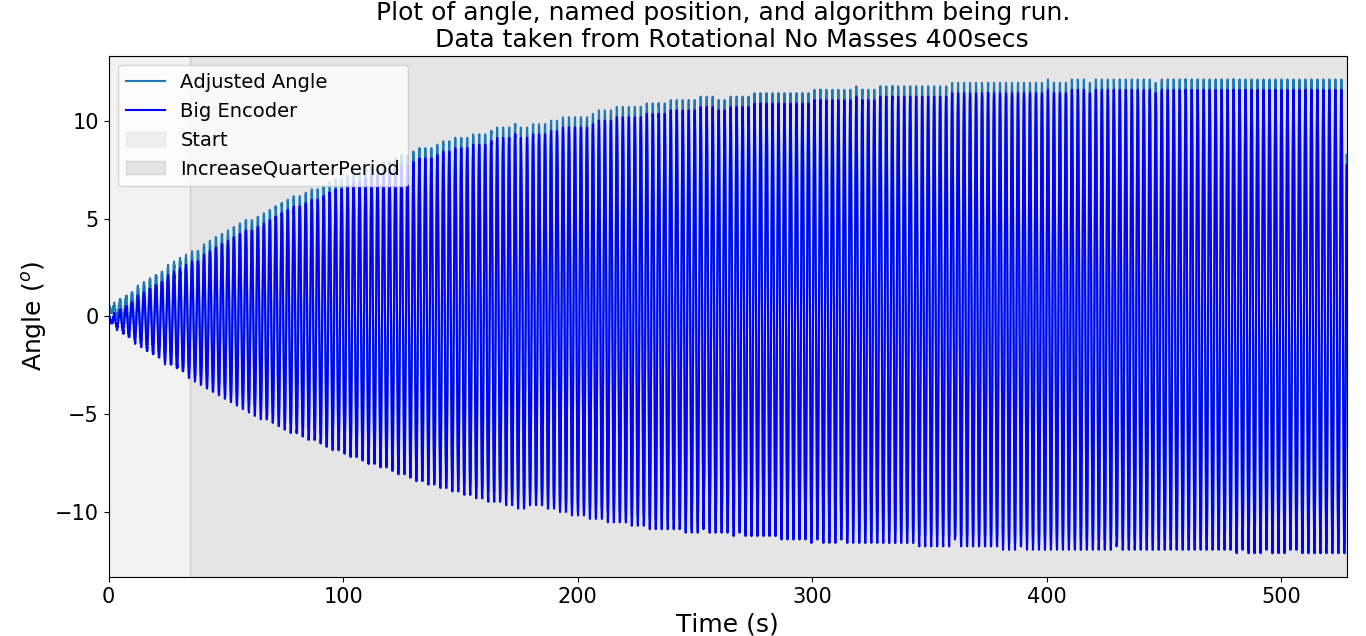 Plot of angle, named position, and algorithm being run.
Data taken from Rotational No Masses 400secs
Adjusted Angle
Big Encoder
Start
IncreaseQuarterPeriod
10
5
0
−5
−10
Angle (°)
0 100 200 300 400 500
Time (s)